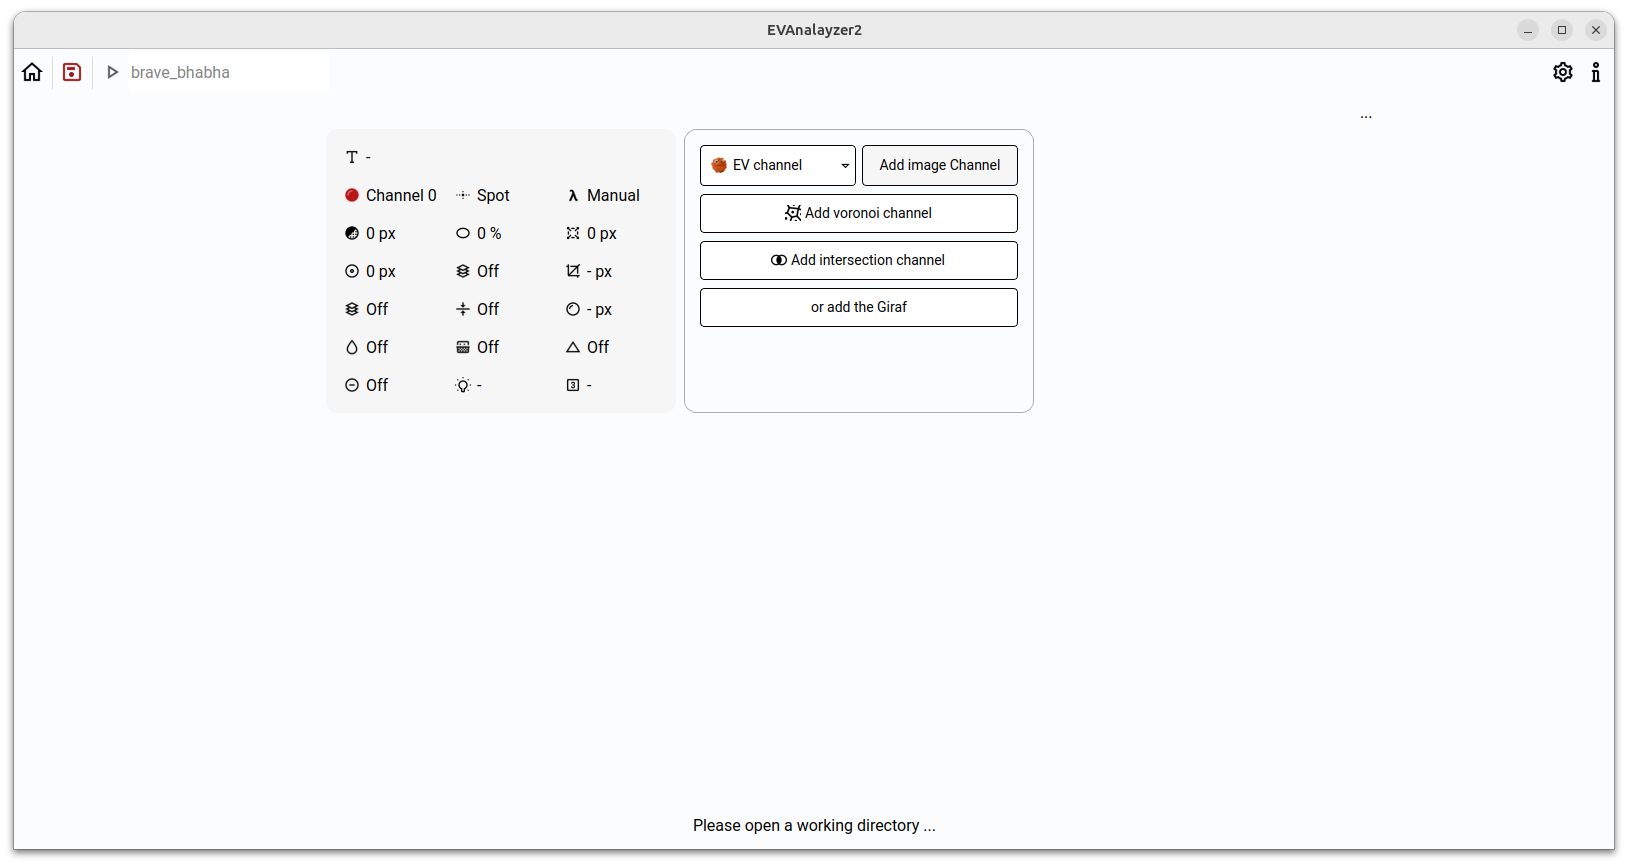 EVAnalayzer2
brave_bhabha
...
-
Channel 0 Spot λ Manual
0 px 0 % 0 px
0 px Off - px
Off Off - px
Off Off Off
Off - 3 -
EV channel Add image Channel
Add voronoi channel
Add intersection channel
or add the Giraf
Please open a working directory ...